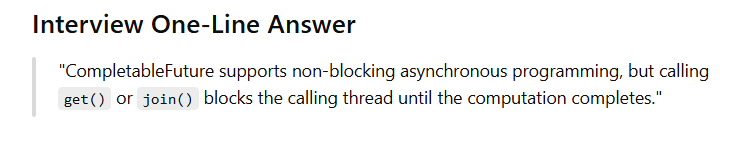 Interview One-Line Answer
"CompletableFuture supports non-blocking asynchronous programming, but calling
get() or join() blocks the calling thread until the computation completes."